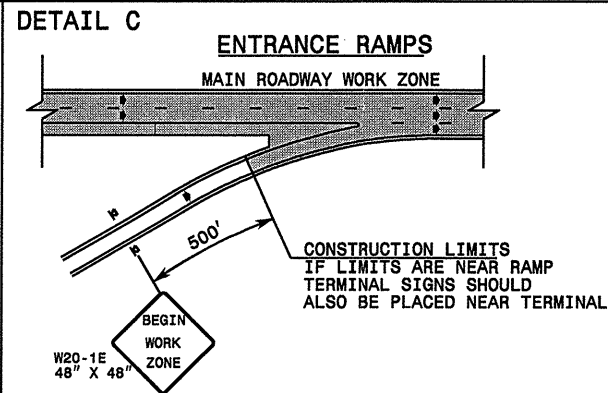 DETAIL C
ENTRANCE RAMPS
MAIN ROADWAY WORK ZONE
500'
CONSTRUCTION LIMITS
IF LIMITS ARE NEAR RAMP
TERMINAL SIGNS SHOULD
ALSO BE PLACED NEAR TERMINAL
BEGIN
WORK
ZONE
W20-1E
48" X 48"